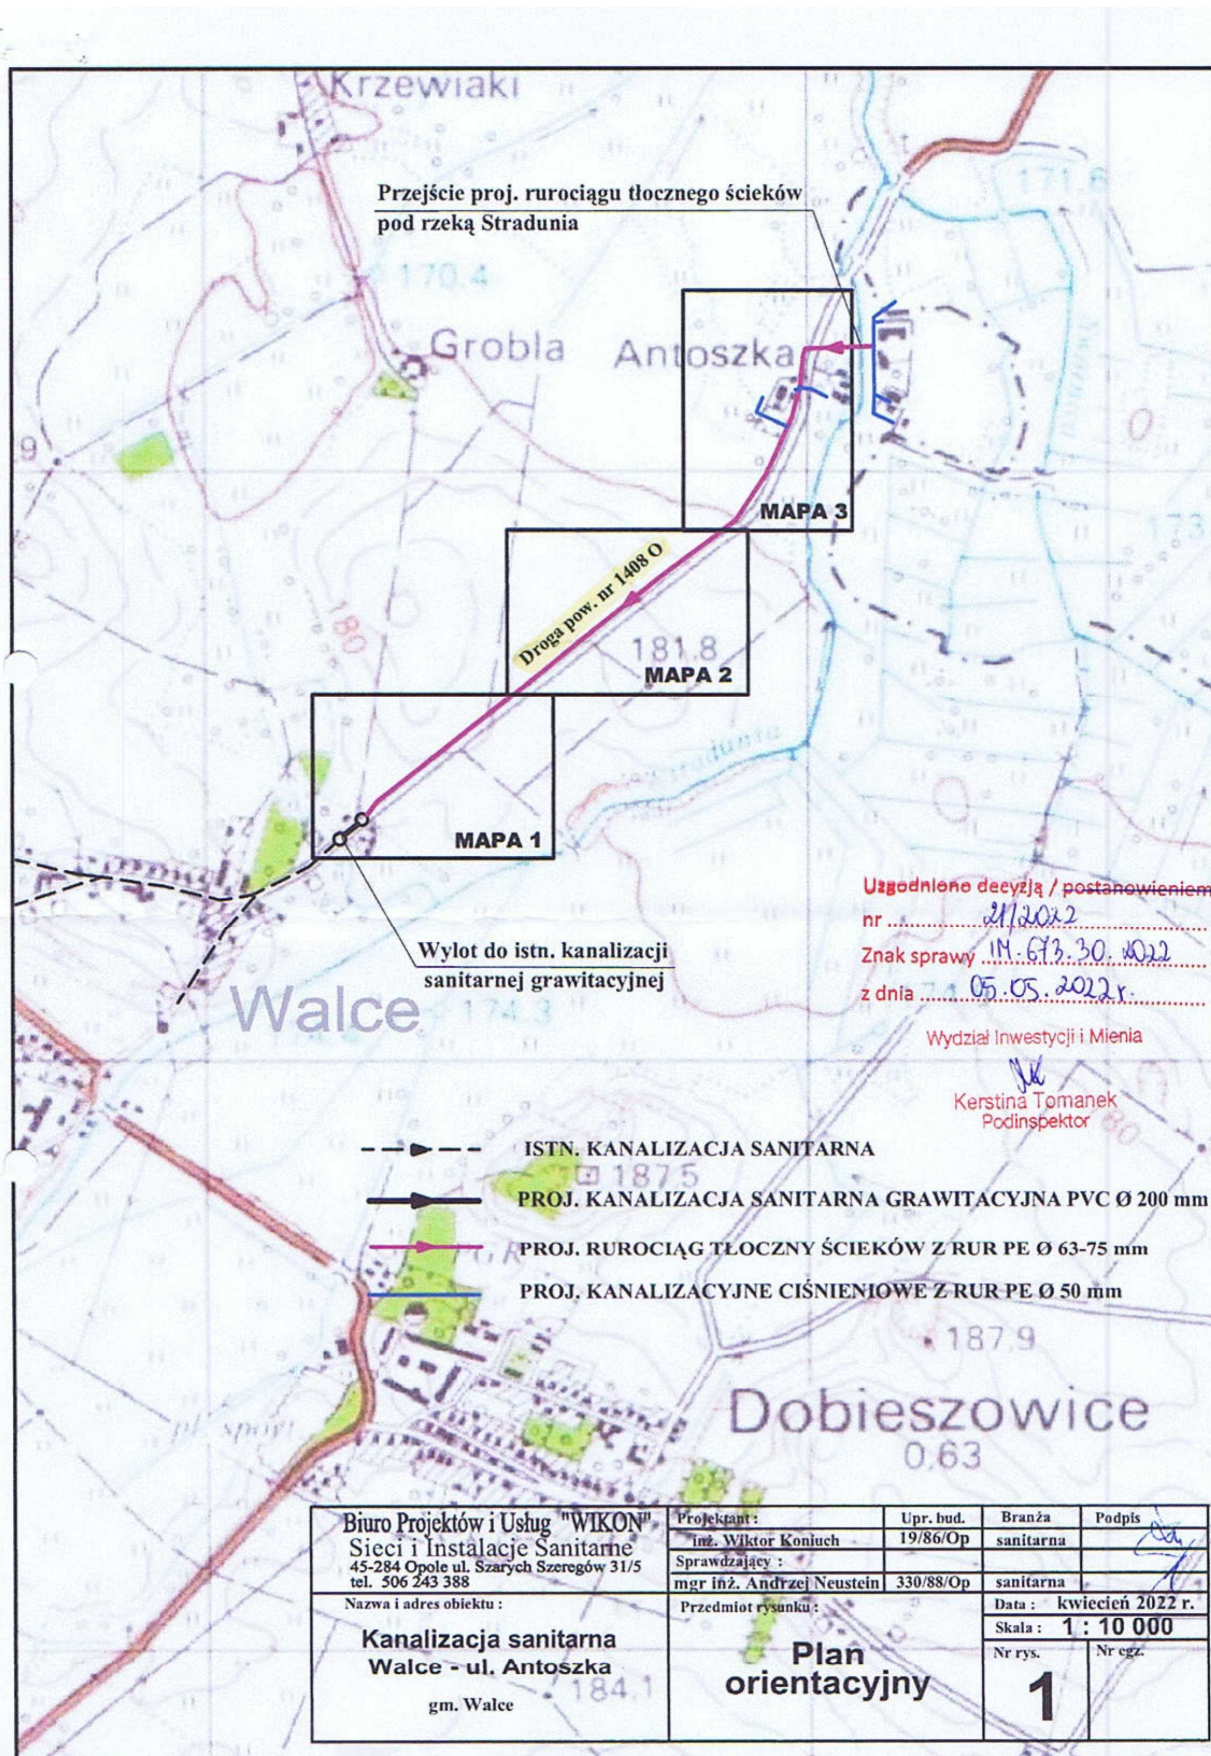 Krzewiaki
Przejście proj. rurociągu tłocznego ścieków
pod rzeką Stradunia
171.6
170.4
Grobla
Antoszka
9
MAPA 3
173
Droga pow. nr 1408 O
180
181.8
MAPA 2
Stradunia
MAPA 1
Uzgodniono decyzją / postanowieniem
nr 21/2022
Znak sprawy IM.673.30.2022
z dnia 05.05.2022 r.
Wylot do istn. kanalizacji
sanitarnej grawitacyjnej
Walce
174.3
Wydział Inwestycji i Mienia
Kerstina Tomanek
Podinspektor
180
ISTN. KANALIZACJA SANITARNA
187.5
PROJ. KANALIZACJA SANITARNA GRAWITACYJNA PVC Ø 200 mm
PROJ. RUROCIĄG TŁOCZNY ŚCIEKÓW Z RUR PE Ø 63-75 mm
PROJ. KANALIZACYJNE CIŚNIENIOWE Z RUR PE Ø 50 mm
187.9
pl. sport.
Dobieszowice
0.63
Biuro Projektów i Usług "WIKON"
Sieci i Instalacje Sanitarne
45-284 Opole ul. Szarych Szeregów 31/5
tel. 506 243 388
Projektant : Upr. bud. Branża Podpis
inż. Wiktor Koniuch 19/86/Op sanitarna
Sprawdzający :
mgr inż. Andrzej Neustein 330/88/Op sanitarna
Nazwa i adres obiektu :
Kanalizacja sanitarna
Walce - ul. Antoszka
gm. Walce
184.1
Przedmiot rysunku :
Plan
orientacyjny
Data : kwiecień 2022 r.
Skala : 1 : 10 000
Nr rys. Nr egz.
1